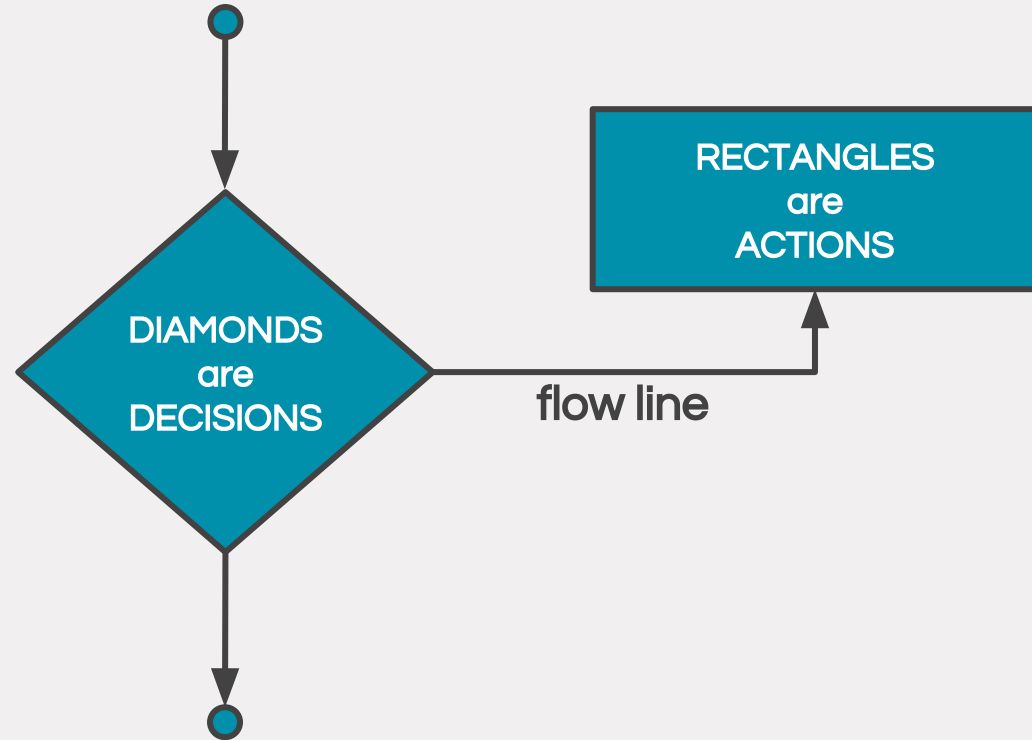 RECTANGLES
are
ACTIONS
DIAMONDS
are
DECISIONS
flow line